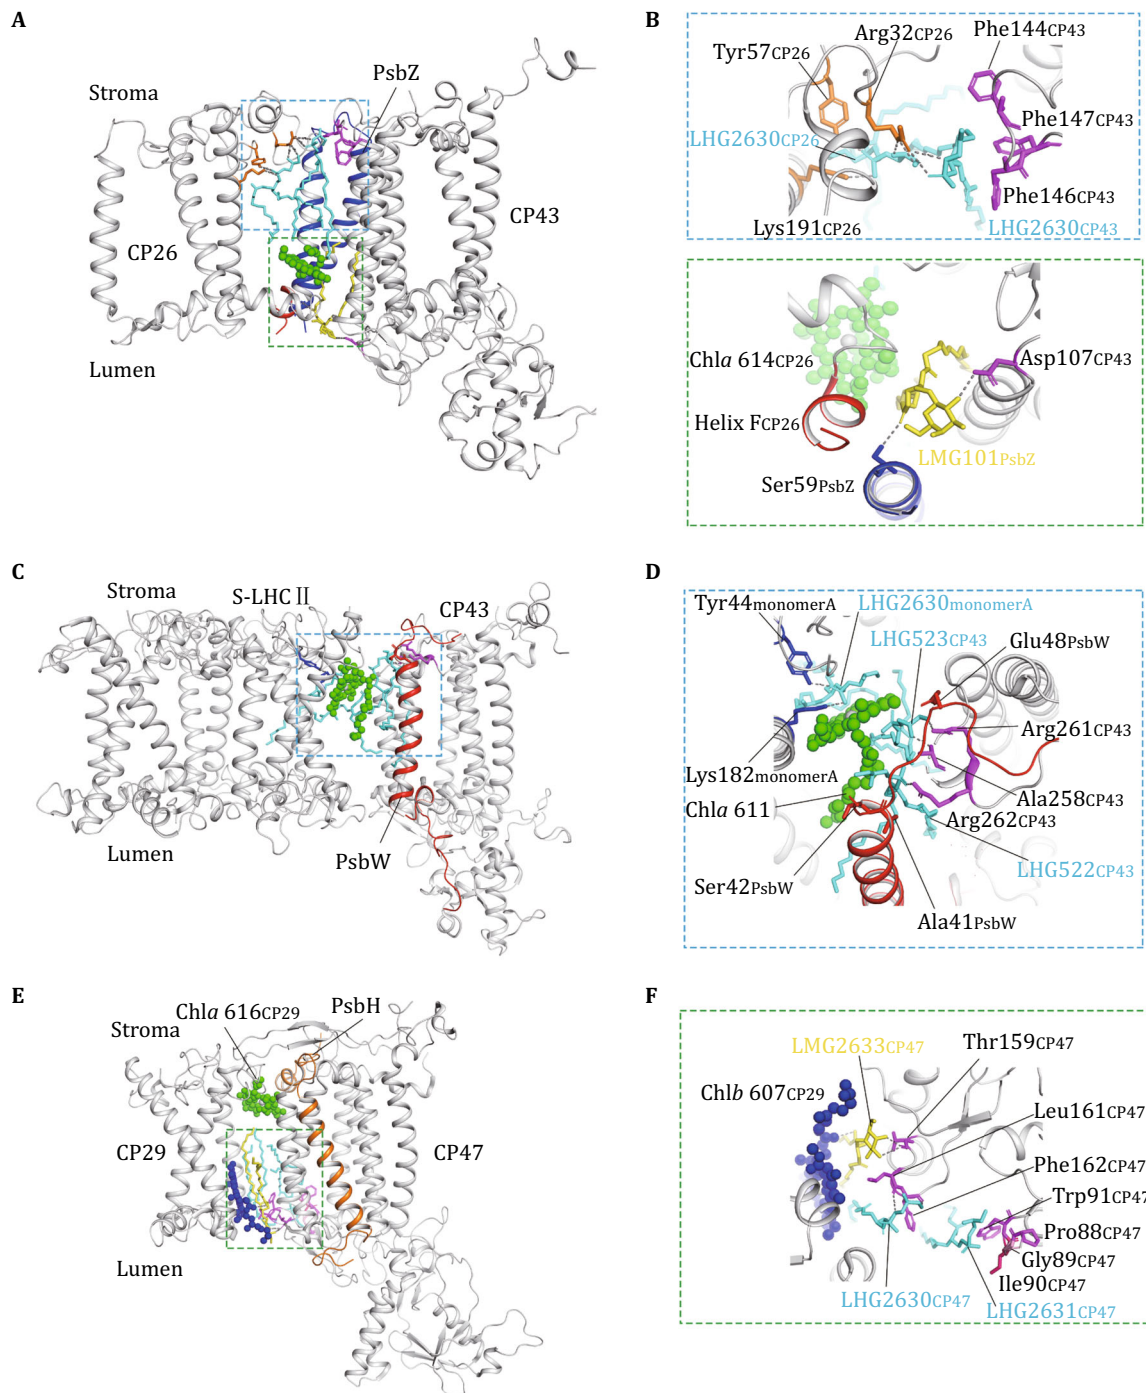 A
Stroma
PsbZ
CP26
CP43
Lumen
B
Arg32CP26
Phe144CP43
Tyr57CP26
LHG2630CP26
Phe147CP43
Phe146CP43
Lys191CP26
LHG2630CP43
Chla 614CP26
Asp107CP43
Helix FCP26
LMG101PsbZ
Ser59PsbZ
C
Stroma
S-LHC II
CP43
Lumen
PsbW
D
Tyr44monomerA
LHG2630monomerA
LHG523CP43
Glu48PsbW
Arg261CP43
Lys182monomerA
Chla 611
Ala258CP43
Arg262CP43
LHG522CP43
Ser42PsbW
Ala41PsbW
E
Chla 616CP29
PsbH
Stroma
CP29
CP47
Lumen
F
LMG2633CP47
Thr159CP47
Chlb 607CP29
Leu161CP47
Phe162CP47
Trp91CP47
Pro88CP47
Gly89CP47
Ile90CP47
LHG2630CP47
LHG2631CP47